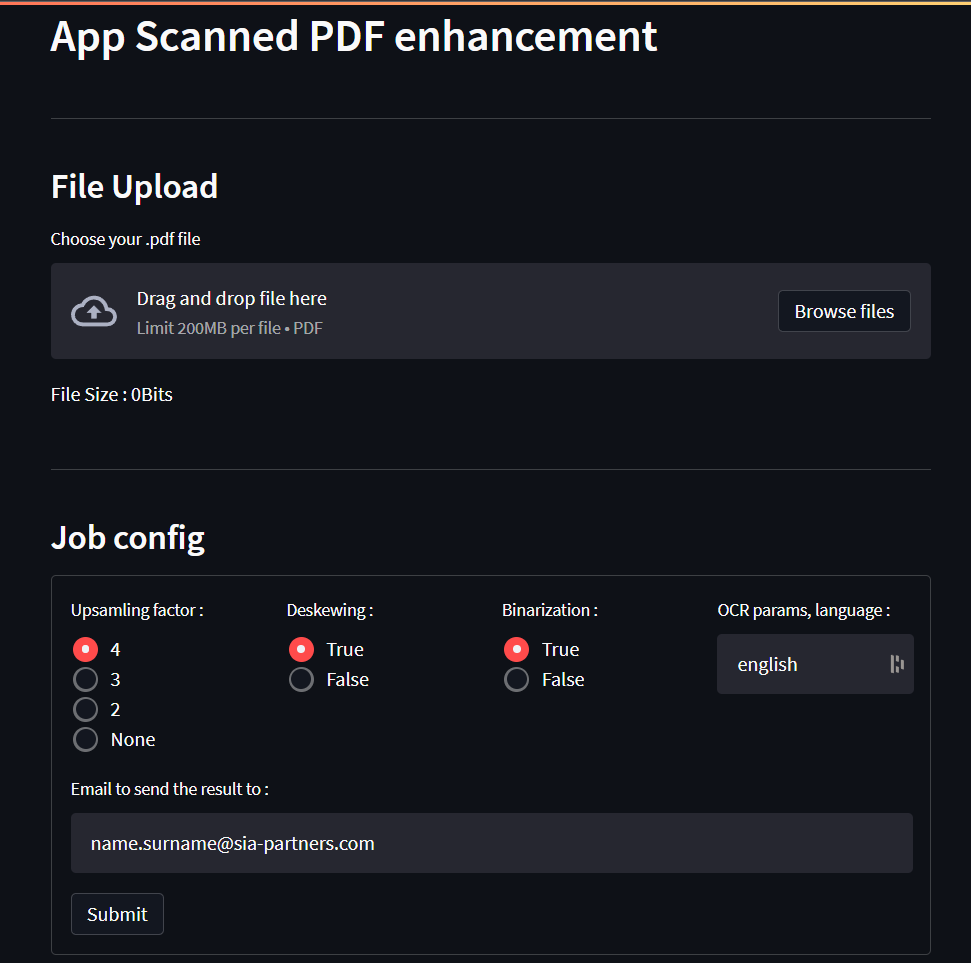 App Scanned PDF enhancement
File Upload
Choose your .pdf file
Drag and drop file here
Limit 200MB per file • PDF
Browse files
File Size : 0Bits
Job config
Upsamling factor :
4
3
2
None
Deskewing :
True
False
Binarization :
True
False
OCR params, language :
english
Email to send the result to :
name.surname@sia-partners.com
Submit